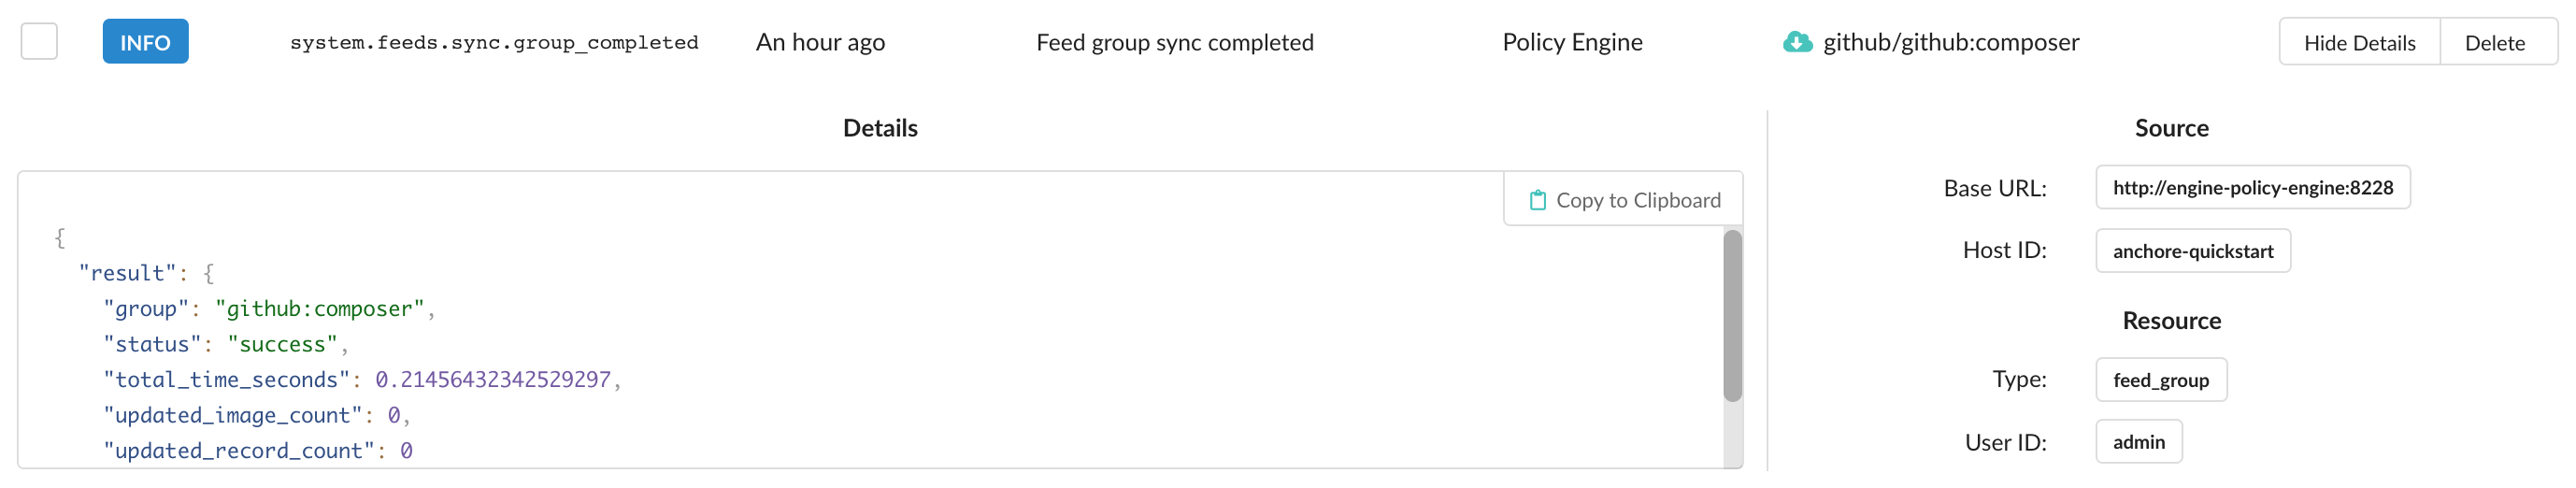 INFO system.feeds.sync.group_completed An hour ago Feed group sync completed Policy Engine github/github:composer Hide Details Delete
Details
Copy to Clipboard
{
"result": {
"group": "github:composer",
"status": "success",
"total_time_seconds": 0.21456432342529297,
"updated_image_count": 0,
"updated_record_count": 0
Source
Base URL: http://engine-policy-engine:8228
Host ID: anchore-quickstart
Resource
Type: feed_group
User ID: admin